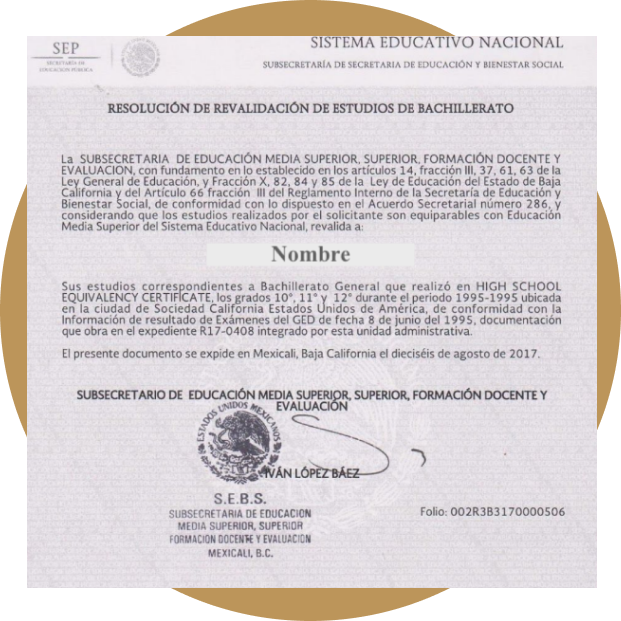 SEP
SECRETARÍA DE
EDUCACIÓN PÚBLICA
SISTEMA EDUCATIVO NACIONAL
SUBSECRETARÍA DE SECRETARIA DE EDUCACIÓN Y BIENESTAR SOCIAL
RESOLUCIÓN DE REVALIDACIÓN DE ESTUDIOS DE BACHILLERATO
La SUBSECRETARIA DE EDUCACIÓN MEDIA SUPERIOR, SUPERIOR, FORMACIÓN DOCENTE Y
EVALUACION, con fundamento en lo establecido en los artículos 14, fracción III, 37, 61, 63 de la
Ley General de Educación, y Fracción X, 82, 84 y 85 de la Ley de Educación del Estado de Baja
California y del Artículo 66 fracción III del Reglamento Interno de la Secretaría de Educación y
Bienestar Social, de conformidad con lo dispuesto en el Acuerdo Secretarial número 286, y
considerando que los estudios realizados por el solicitante son equiparables con Educación
Media Superior del Sistema Educativo Nacional, revalida a:
Nombre
Sus estudios correspondientes a Bachillerato General que realizó en HIGH SCHOOL
EQUIVALENCY CERTIFICATE, los grados 10°, 11° y 12° durante el periodo 1995-1995 ubicada
en la ciudad de Sociedad California Estados Unidos de América, de conformidad con la
Información de resultado de Exámenes del GED de fecha 8 de junio del 1995, documentación
que obra en el expediente R17-0408 integrado por esta unidad administrativa.
El presente documento se expide en Mexicali, Baja California el dieciséis de agosto de 2017.
SUBSECRETARIO DE EDUCACIÓN MEDIA SUPERIOR, SUPERIOR, FORMACIÓN DOCENTE Y
EVALUACIÓN
ESTADOS UNIDOS MEXICANOS
IVÁN LÓPEZ BÁEZ
S.E.B.S.
SUBSECRETARIA DE EDUCACION
MEDIA SUPERIOR, SUPERIOR
FORMACION DOCENTE Y EVALUACION
MEXICALI, B.C.
Folio: 002R3B3170000506